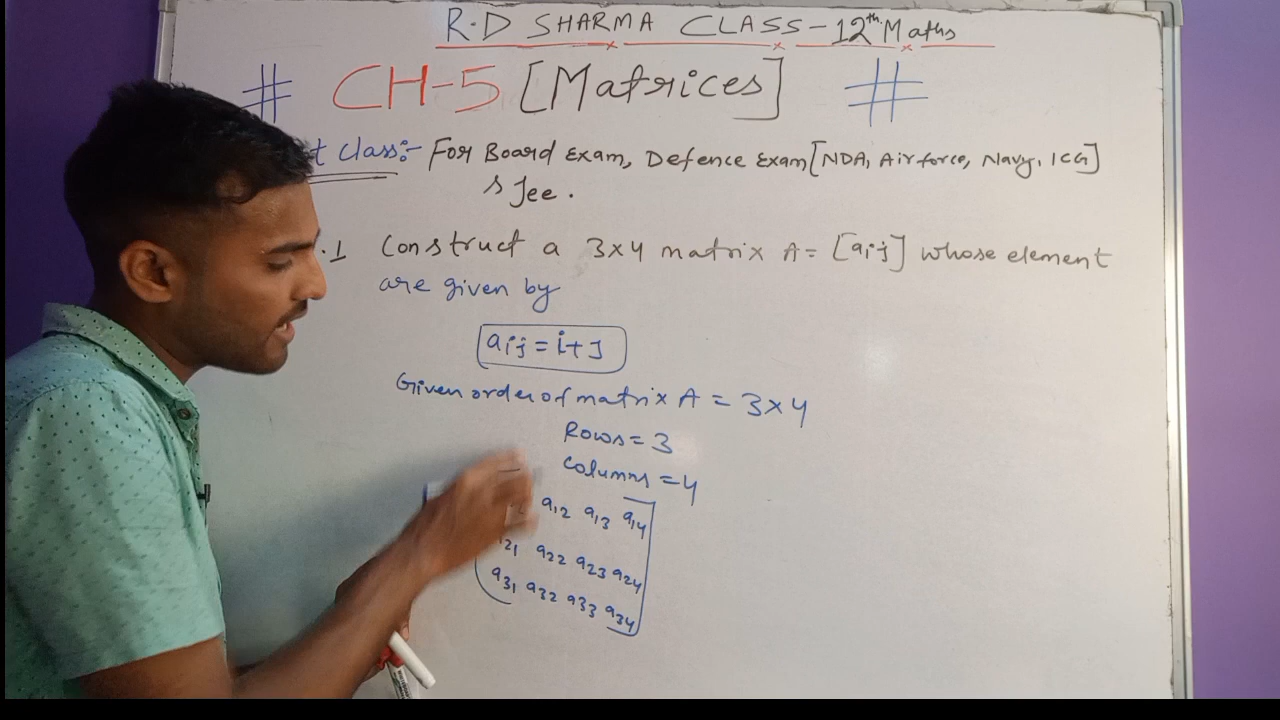 R.D SHARMA CLASS-12th Maths
# CH-5 [Matrices] #
t class:- For Board Exam, Defence Exam [NDA, Airforce, Navy, ICG]
& Jee.
.1 Construct a 3x4 matrix A = [aij] whose element
are given by
aij = i+J
Given order of matrix A = 3x4
Rows = 3
Columns = 4
a12 a13 a14
21 a22 a23 a24
a31 a32 a33 a34